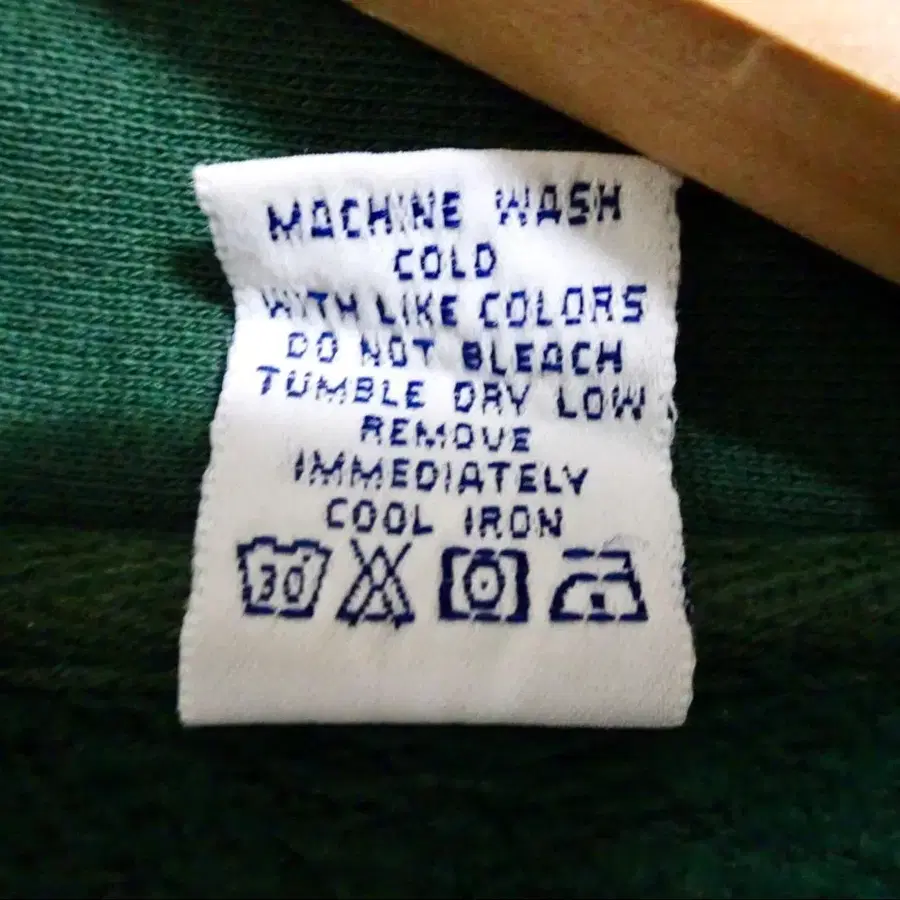 MACHINE WASH
COLD
WITH LIKE COLORS
DO NOT BLEACH
TUMBLE DRY LOW
REMOVE
IMMEDIATELY
COOL IRON
30°